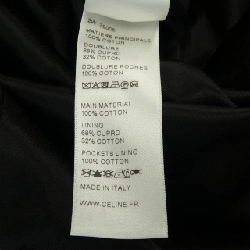 MATIERE PRINCIPALE
100% COTON
DOUBLURE
68% CUPRO
32% COTON
DOUBLURE POCHES
100% COTON
MAIN MATERIAL
100% COTTON
LINING
68% CUPRO
32% COTTON
POCKETS LINING
100% COTTON
MADE IN ITALY
WWW.CELINE.FR